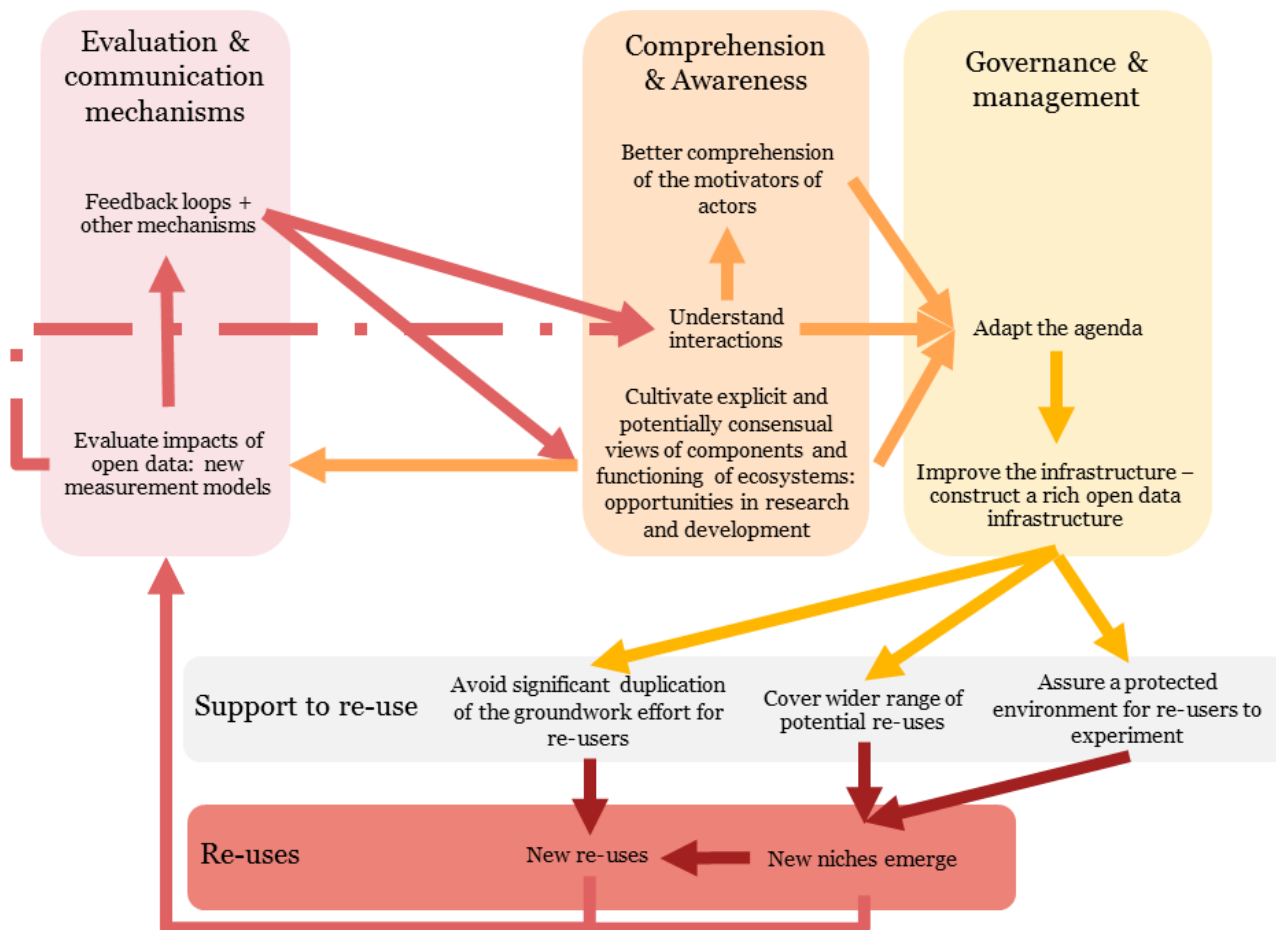 Evaluation &
communication
mechanisms
Feedback loops +
other mechanisms
Evaluate impacts of
open data: new
measurement models
Comprehension
& Awareness
Better comprehension
of the motivators of
actors
Understand
interactions
Cultivate explicit and
potentially consensual
views of components and
functioning of ecosystems:
opportunities in research
and development
Governance &
management
Adapt the agenda
Improve the infrastructure –
construct a rich open data
infrastructure
Support to re-use
Avoid significant duplication
of the groundwork effort for
re-users
Cover wider range of
potential re-uses
Assure a protected
environment for re-users to
experiment
Re-uses
New re-uses
New niches emerge